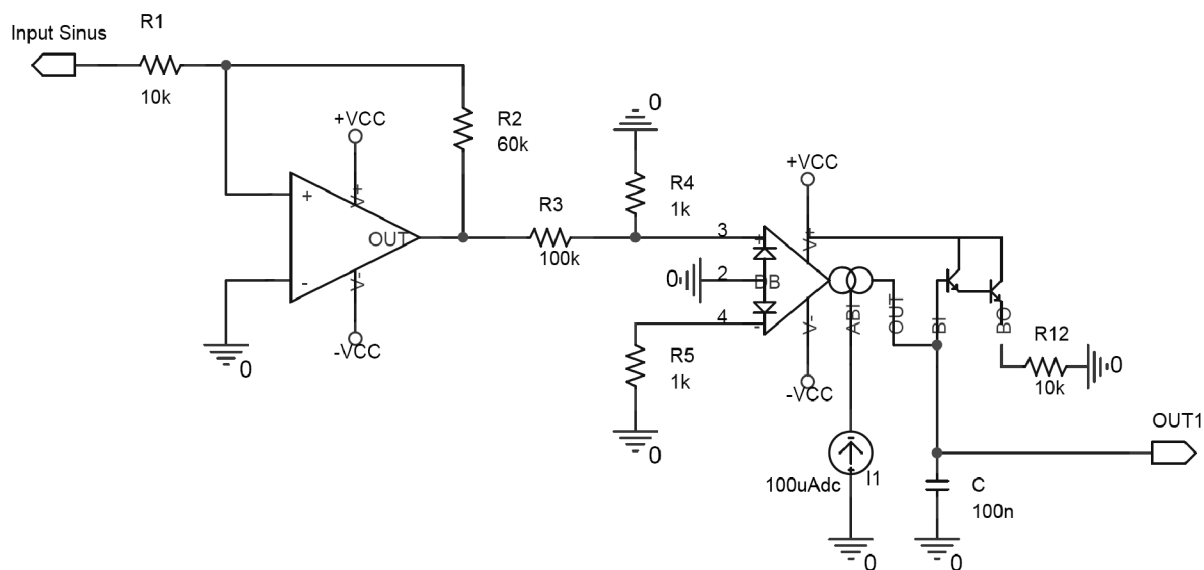 Input Sinus
R1
10k
R2
60k
+VCC
+
-
V+
V-
OUT
-VCC
0
R3
100k
0
R4
1k
+VCC
3
+
V+
0
2
DB
4
-
V-
ABI
OUT
BI
BO
R5
1k
0
-VCC
R12
10k
0
-
+
100uAdc
I1
0
C
100n
0
OUT1